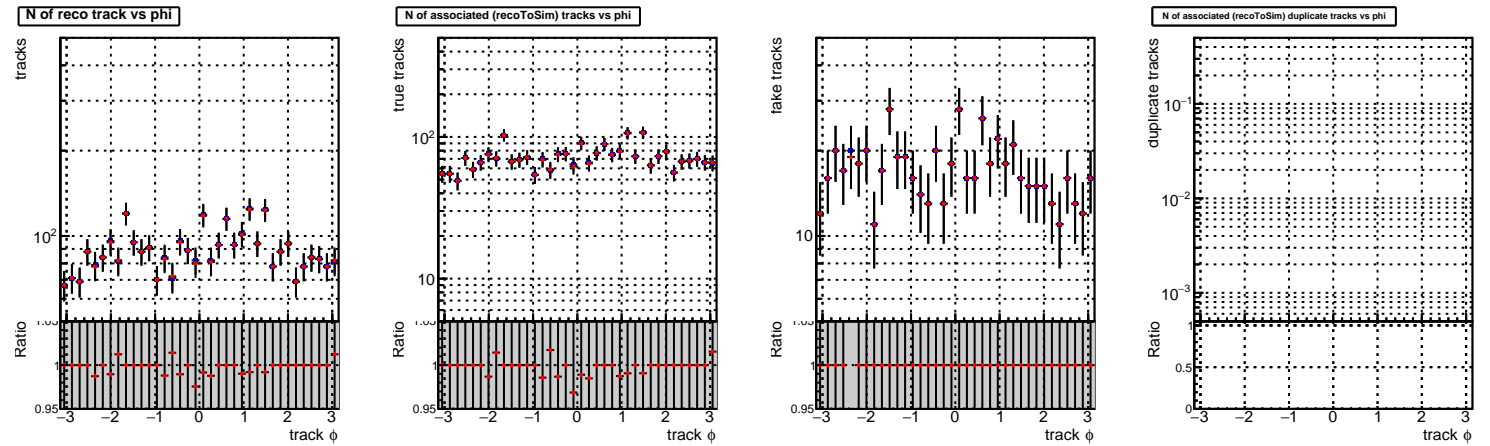 N of reco track vs phi
tracks
10²
Ratio
1
0.95
−3 −2 −1 0 1 2 3
track ϕ
N of associated (recoToSim) tracks vs phi
true tracks
10²
10
Ratio
1
0.95
−3 −2 −1 0 1 2 3
track ϕ
fake tracks
10
Ratio
1
0.95
−3 −2 −1 0 1 2 3
track ϕ
N of associated (recoToSim) duplicate tracks vs phi
duplicate tracks
10⁻¹
10⁻²
10⁻³
Ratio
1
0.5
0
−3 −2 −1 0 1 2 3
track ϕ